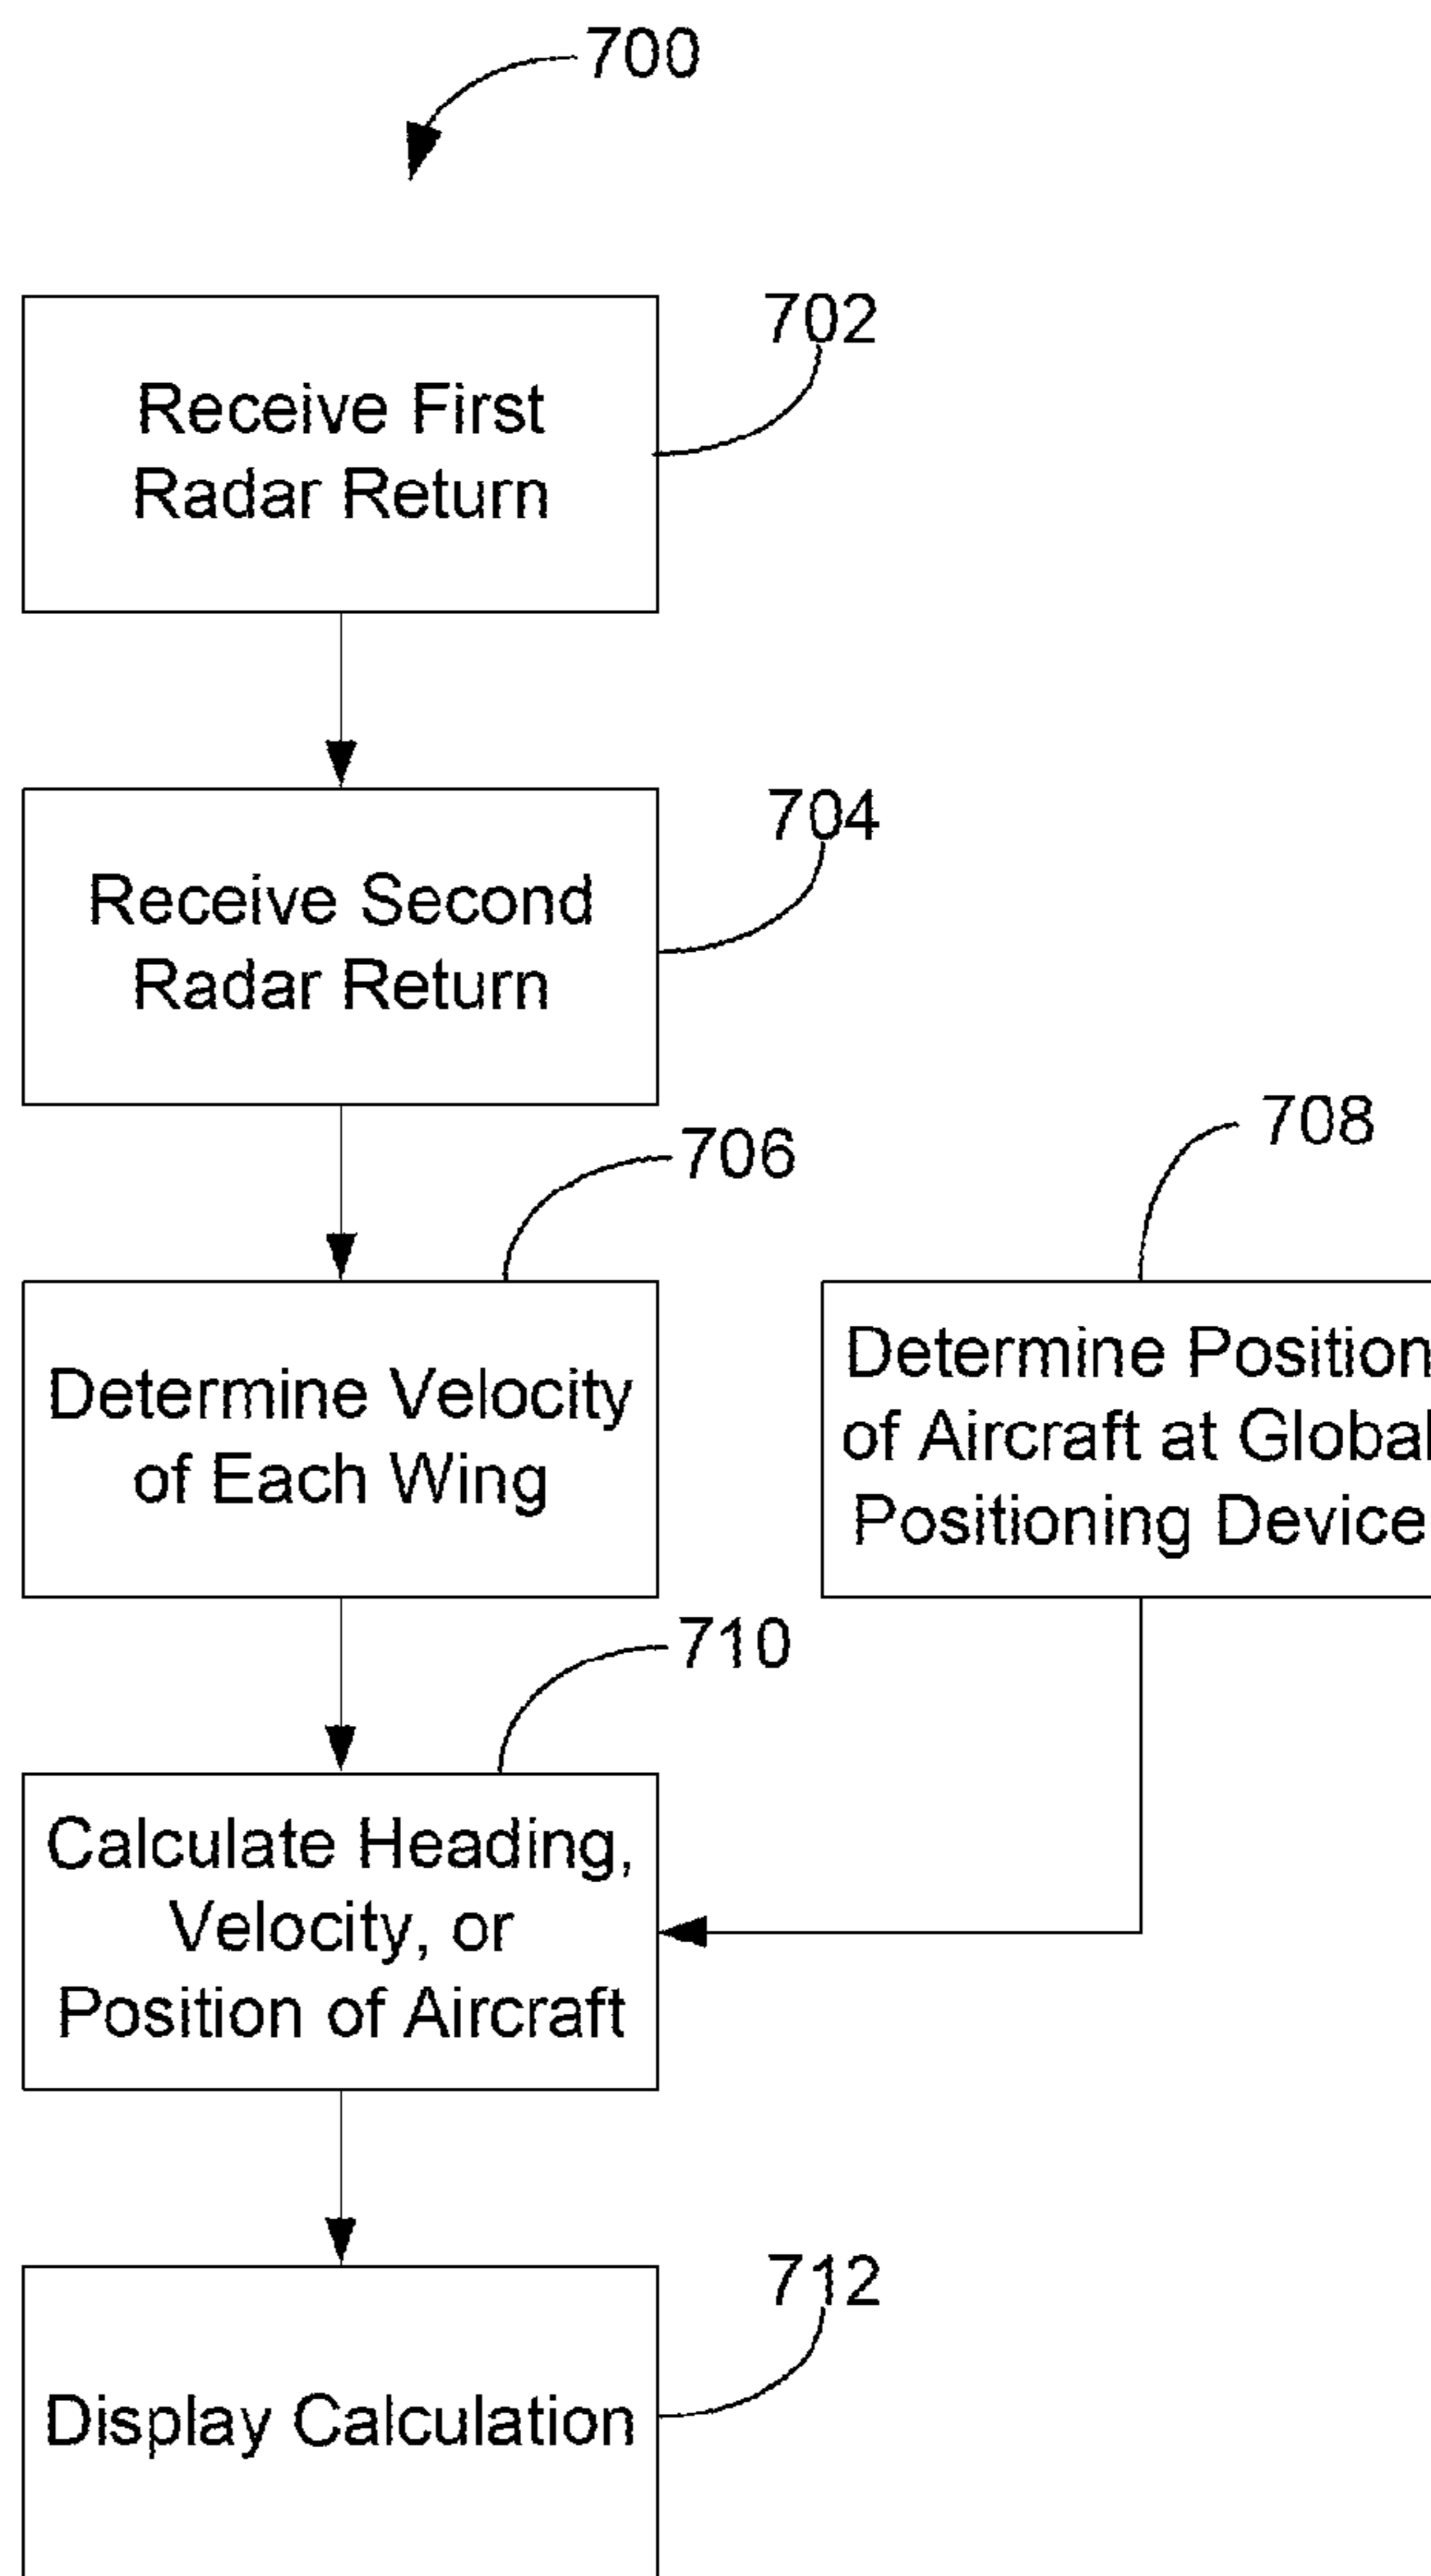 700
702
Receive First
Radar Return
704
Receive Second
Radar Return
706
Determine Velocity
of Each Wing
708
Determine Position
of Aircraft at Global
Positioning Device
710
Calculate Heading,
Velocity, or
Position of Aircraft
712
Display Calculation